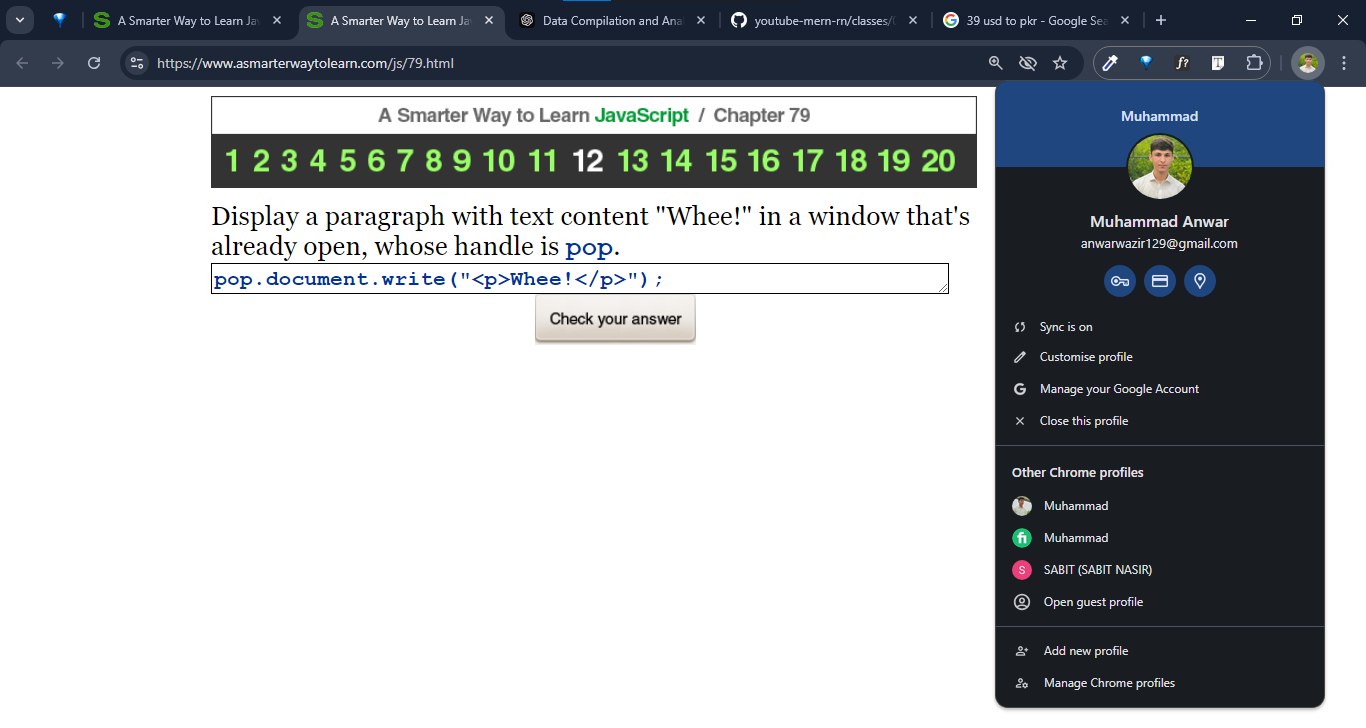 A Smarter Way to Learn Ja
A Smarter Way to Learn Ja
Data Compilation and Ana
youtube-mern-rn/classes/
39 usd to pkr - Google Sea
https://www.asmarterwaytolearn.com/js/79.html
f?
T
A Smarter Way to Learn JavaScript / Chapter 79
1 2 3 4 5 6 7 8 9 10 11 12 13 14 15 16 17 18 19 20
Display a paragraph with text content "Whee!" in a window that's
already open, whose handle is pop.
pop.document.write("<p>Whee!</p>");
Check your answer
Muhammad
Muhammad Anwar
anwarwazir129@gmail.com
Sync is on
Customise profile
Manage your Google Account
Close this profile
Other Chrome profiles
Muhammad
fi Muhammad
S SABIT (SABIT NASIR)
Open guest profile
Add new profile
Manage Chrome profiles